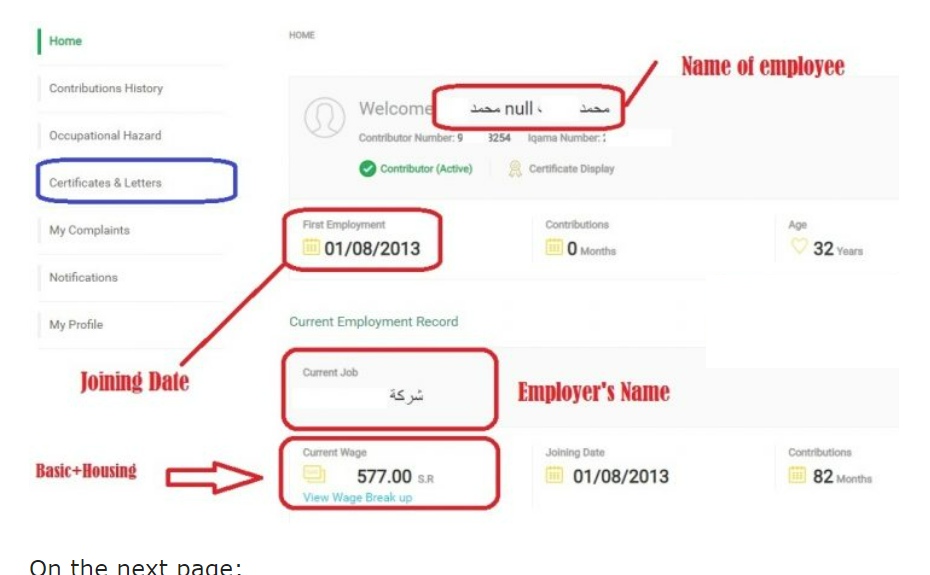 Home
HOME
Name of employee
Contributions History
Welcome محمد null ، محمد
Occupational Hazard
Contributor Number: 9 3254 Iqama Number:
Contributor (Active) Certificate Display
Certificates & Letters
My Complaints
First Employment Contributions Age
01/08/2013 0 Months 32 Years
Notifications
My Profile
Current Employment Record
Joining Date
Current Job
شركة
Employer's Name
Basic+Housing
Current Wage Joining Date Contributions
577.00 S.R 01/08/2013 82 Months
View Wage Break up
On the next page: